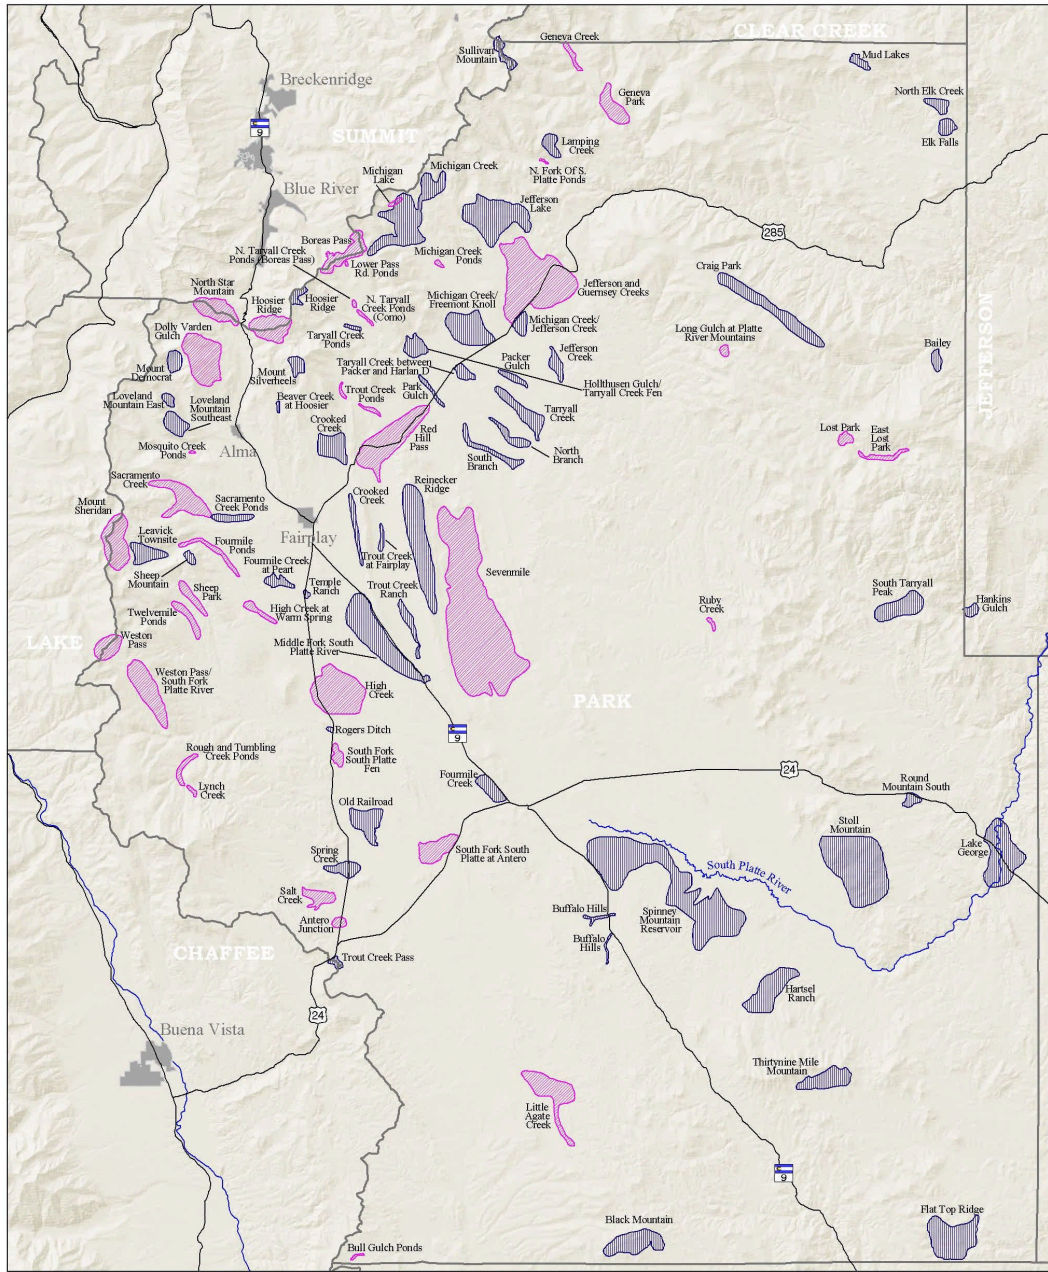 CLEAR CREEK
Geneva Creek
Sullivan
Mountain
Mud Lakes
Breckenridge
North Elk Creek
Geneva
Park
9
SUMMIT
Elk Falls
Lamping
Creek
Michigan
Lake
Michigan Creek
N. Fork Of S.
Platte Ponds
Blue River
Jefferson
Lake
285
Boreas Pass
N. Tarryall Creek
Ponds (Boreas Pass)
Lower Pass
Rd. Ponds
Michigan Creek
Ponds
Craig Park
North Star
Mountain
Hoosier
Ridge
Hoosier
Ridge
N. Tarryall
Creek Ponds
(Como)
Michigan Creek/
Freemont Knoll
Jefferson and
Guernsey Creeks
JEFFERSON
Dolly Varden
Gulch
Tarryall Creek
Ponds
Michigan Creek/
Jefferson Creek
Long Gulch at Platte
River Mountains
Bailey
Mount
Democrat
Mount
Silverheels
Tarryall Creek between
Packer and Harlan D
Packer
Gulch
Jefferson
Creek
Loveland
Mountain East
Loveland
Mountain
Southeast
Beaver Creek
at Hoosier
Trout Creek
Ponds
Park
Gulch
Hollthusen Gulch/
Tarryall Creek Fen
Crooked
Creek
Red
Hill
Pass
Tarryall
Creek
Lost Park
East
Lost
Park
Mosquito Creek
Ponds
Alma
South
Branch
North
Branch
Sacramento
Creek
Reinecker
Ridge
Mount
Sheridan
Sacramento
Creek Ponds
Crooked
Creek
Leavick
Townsite
Fourmile
Ponds
Fairplay
Trout Creek
at Fairplay
Sheep
Mountain
Fourmile Creek
at Peart
Sevenmile
Sheep
Park
Temple
Ranch
Trout Creek
Ranch
South Tarryall
Peak
Hankins
Gulch
Twelvemile
Ponds
High Creek at
Warm Spring
Ruby
Creek
LAKE
Weston
Pass
Middle Fork South
Platte River
Weston Pass/
South Fork
Platte River
High
Creek
PARK
Rogers Ditch
9
Rough and Tumbling
Creek Ponds
South Fork
South Platte
Fen
24
Lynch
Creek
Fourmile
Creek
Round
Mountain South
Old Railroad
Stoll
Mountain
Lake
George
Spring
Creek
South Fork South
Platte at Antero
South Platte River
Salt
Creek
Buffalo Hills
Spinney
Mountain
Reservoir
Antero
Junction
Buffalo
Hills
CHAFFEE
Trout Creek Pass
Hartsel
Ranch
24
Buena Vista
Thirtynine Mile
Mountain
Little
Agate
Creek
9
Flat Top Ridge
Black Mountain
Bull Gulch Ponds